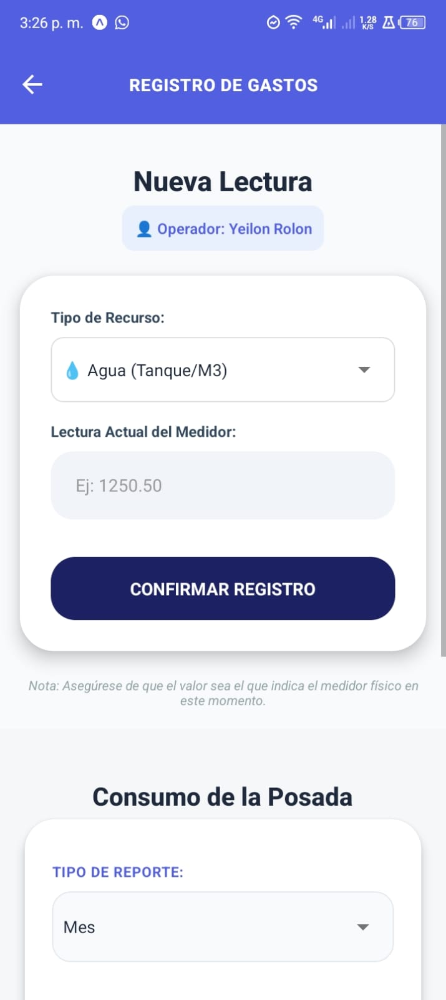 3:26 p. m.
4G
1.28
K/S
76
REGISTRO DE GASTOS
Nueva Lectura
Operador: Yeilon Rolon
Tipo de Recurso:
Agua (Tanque/M3)
Lectura Actual del Medidor:
Ej: 1250.50
CONFIRMAR REGISTRO
Nota: Asegúrese de que el valor sea el que indica el medidor físico en
este momento.
Consumo de la Posada
TIPO DE REPORTE:
Mes